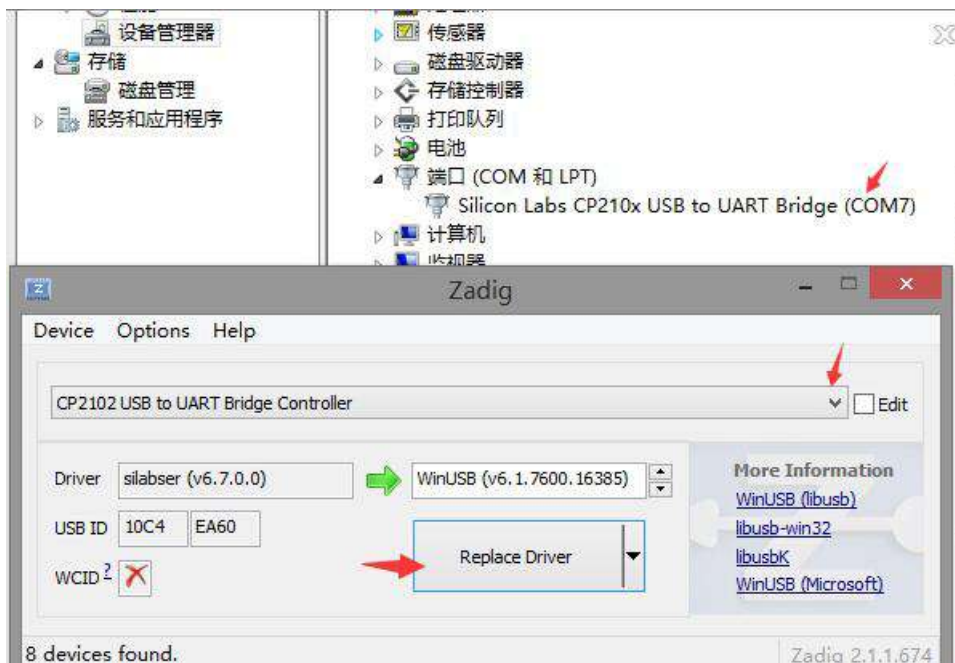 设备管理器
存储
磁盘管理
服务和应用程序
传感器
磁盘驱动器
存储控制器
打印队列
电池
端口 (COM 和 LPT)
Silicon Labs CP210x USB to UART Bridge (COM7)
计算机
监视器
Zadig
Device Options Help
CP2102 USB to UART Bridge Controller
Edit
Driver silabser (v6.7.0.0) WinUSB (v6.1.7600.16385)
USB ID 10C4 EA60
WCID ?
Replace Driver
More Information
WinUSB (libusb)
libusb-win32
libusbK
WinUSB (Microsoft)
8 devices found.
Zadig 2.1.1.674